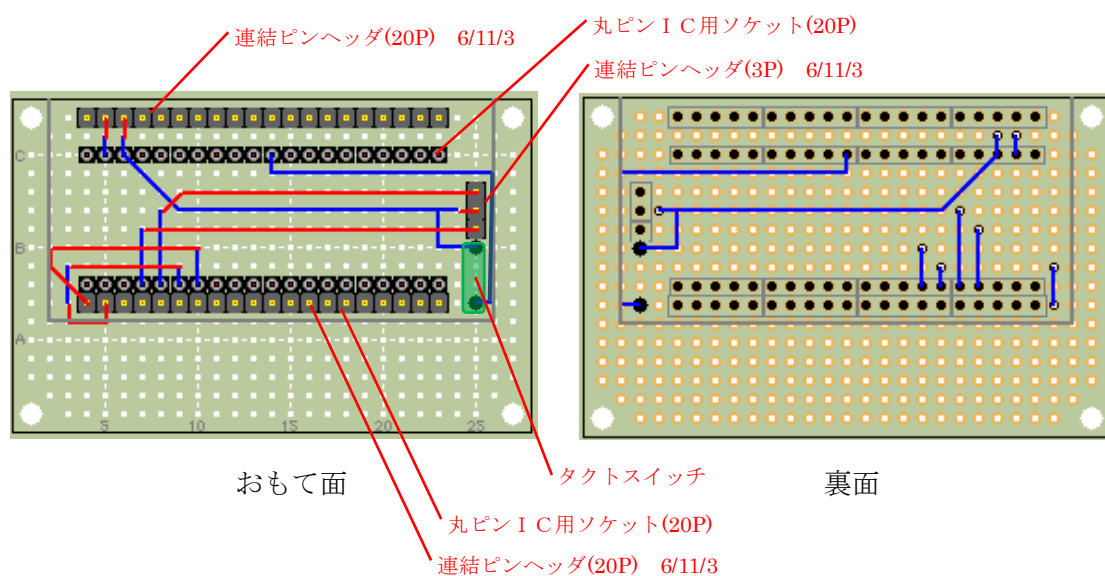 丸ピンＩＣ用ソケット(20P)
連結ピンヘッダ(20P)　6/11/3
連結ピンヘッダ(3P)　6/11/3
C
B
A
5 10 15 20 25
タクトスイッチ
おもて面
裏面
丸ピンＩＣ用ソケット(20P)
連結ピンヘッダ(20P)　6/11/3